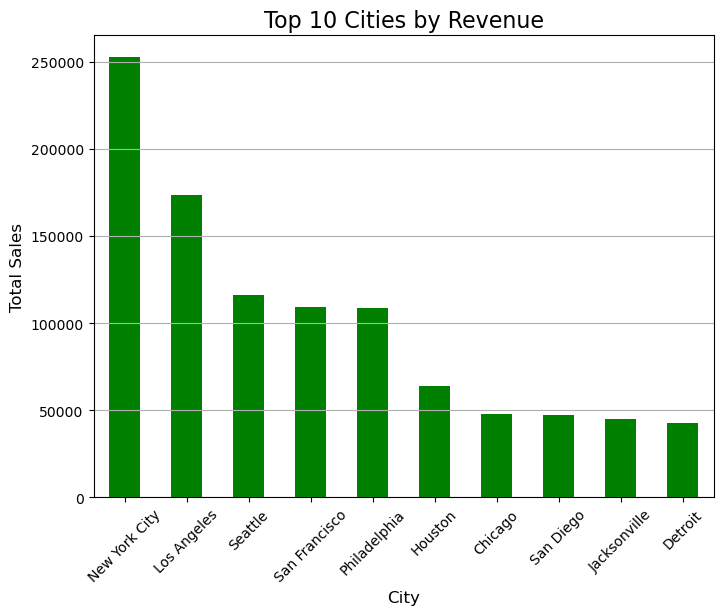 Top 10 Cities by Revenue
Total Sales
250000
200000
150000
100000
50000
0
New York City
Los Angeles
Seattle
San Francisco
Philadelphia
Houston
Chicago
San Diego
Jacksonville
Detroit
City